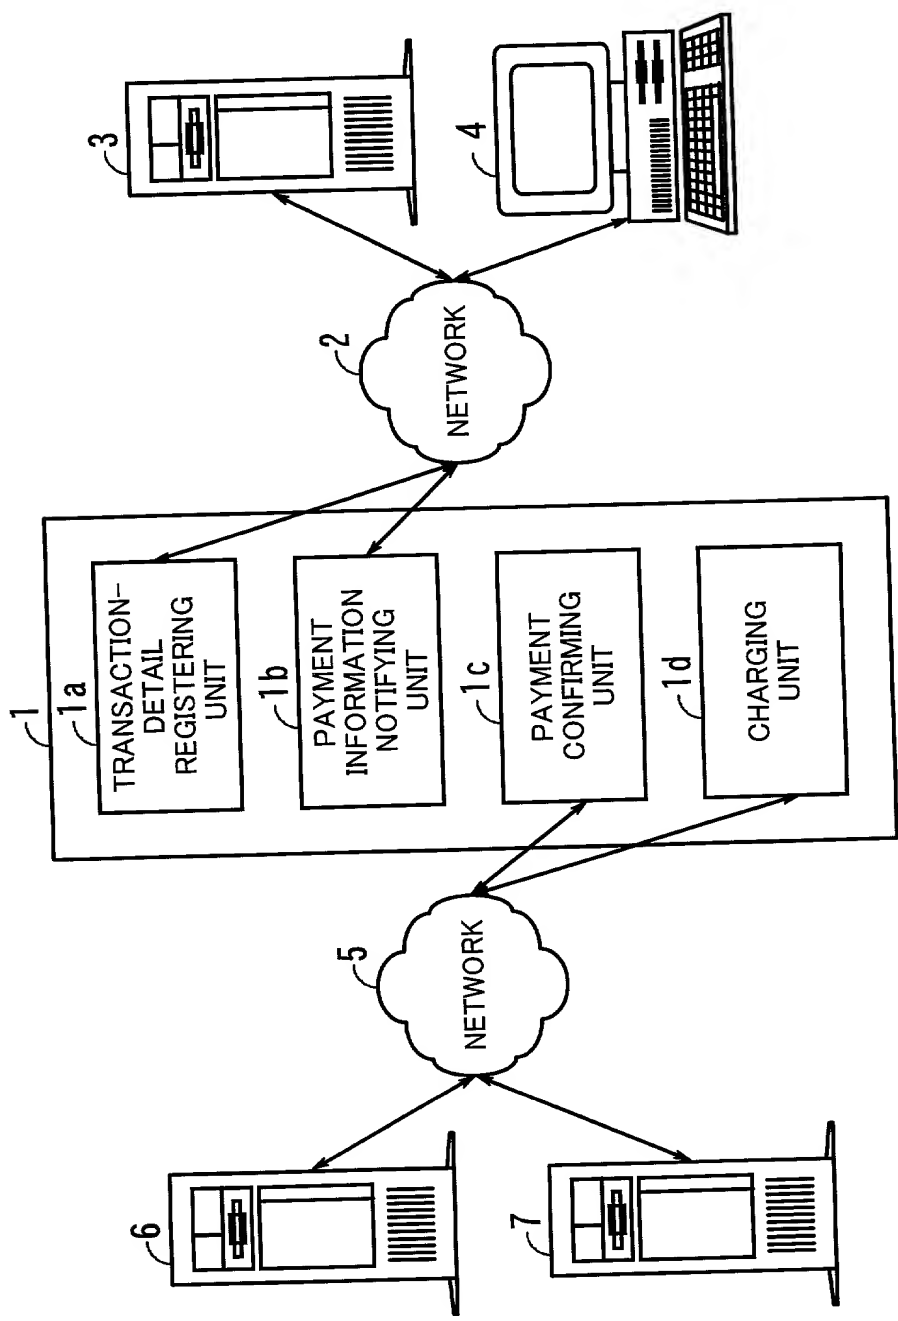 6
7
5
NETWORK
1
1a
TRANSACTION–
DETAIL
REGISTERING
UNIT
1b
PAYMENT
INFORMATION
NOTIFYING
UNIT
1c
PAYMENT
CONFIRMING
UNIT
1d
CHARGING
UNIT
2
NETWORK
3
4